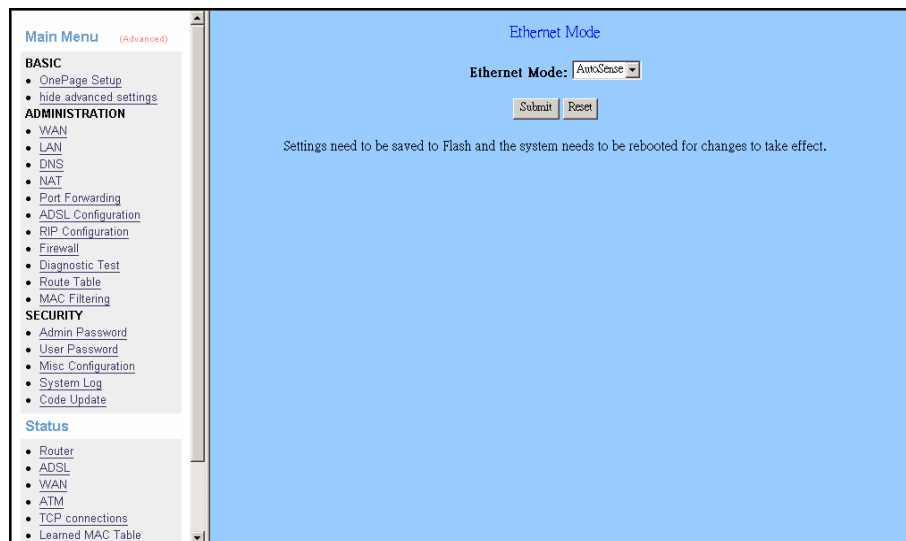 Main Menu (Advanced)
BASIC
OnePage Setup
hide advanced settings
ADMINISTRATION
WAN
LAN
DNS
NAT
Port Forwarding
ADSL Configuration
RIP Configuration
Firewall
Diagnostic Test
Route Table
MAC Filtering
SECURITY
Admin Password
User Password
Misc Configuration
System Log
Code Update
Status
Router
ADSL
WAN
ATM
TCP connections
Learned MAC Table
Ethernet Mode
Ethernet Mode: AutoSense
Submit Reset
Settings need to be saved to Flash and the system needs to be rebooted for changes to take effect.